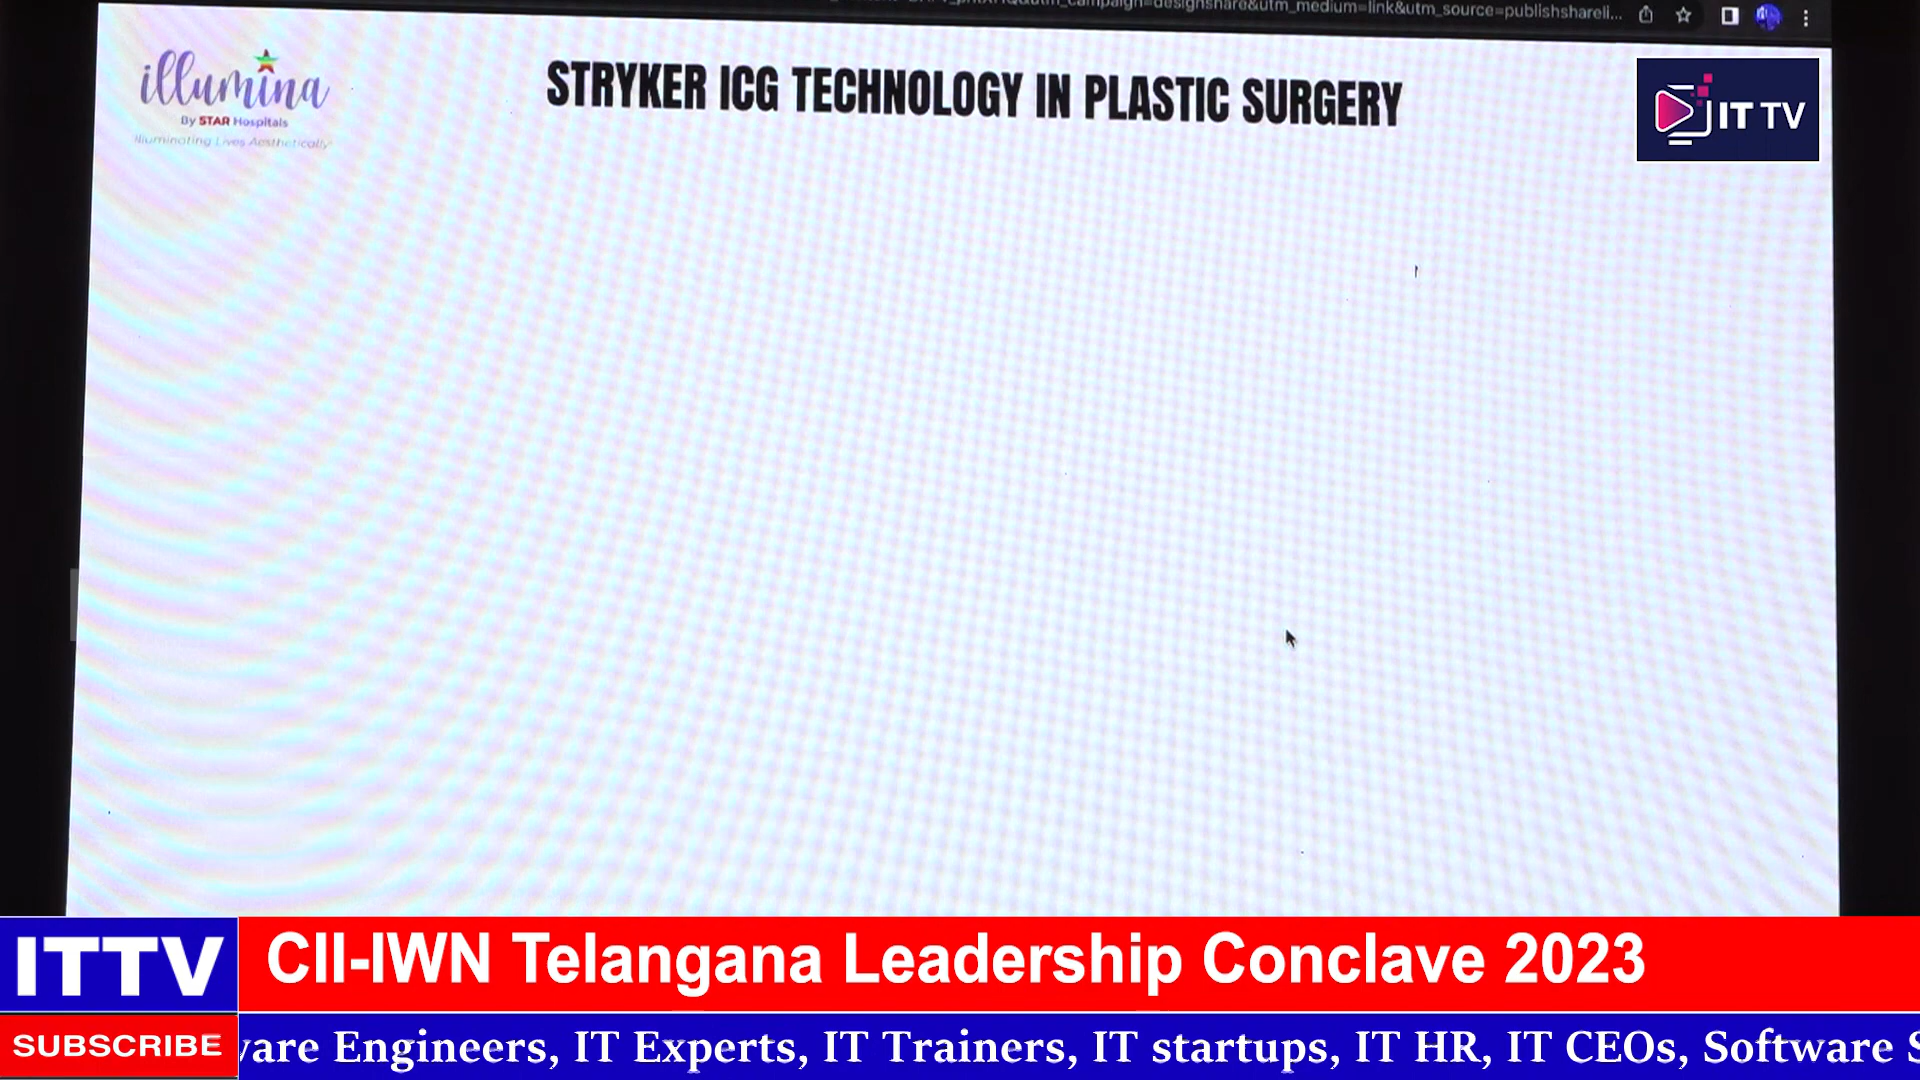 campaign=designshare&utm_medium=link&utm_source=publishshareli...
illumina
By STAR Hospitals
Illuminating Lives Aesthetically
STRYKER ICG TECHNOLOGY IN PLASTIC SURGERY
IT TV
ITTV
CII-IWN Telangana Leadership Conclave 2023
SUBSCRIBE
ware Engineers, IT Experts, IT Trainers, IT startups, IT HR, IT CEOs, Software S